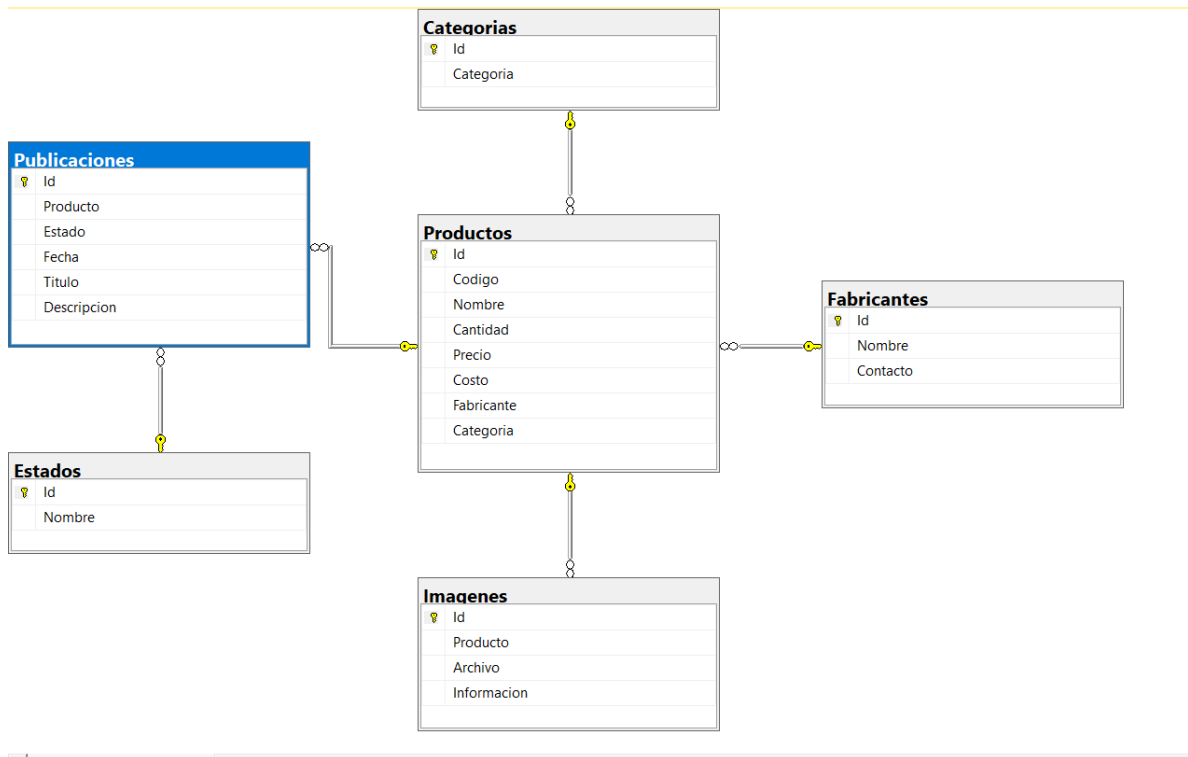 Categorias
Id
Categoria
Publicaciones
Id
Producto
Estado
Fecha
Titulo
Descripcion
Productos
Id
Codigo
Nombre
Cantidad
Precio
Costo
Fabricante
Categoria
Fabricantes
Id
Nombre
Contacto
Estados
Id
Nombre
Imagenes
Id
Producto
Archivo
Informacion